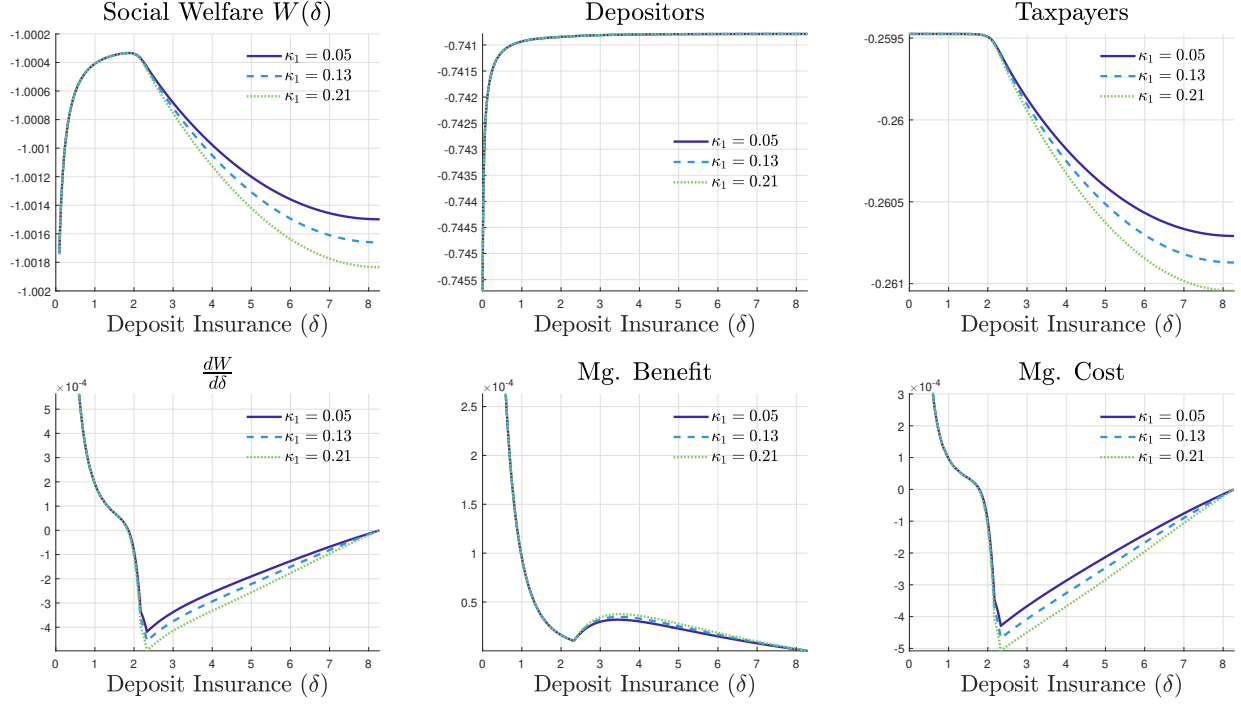 Social Welfare W(δ)
-1.0002
-1.0004
-1.0006
-1.0008
-1.001
-1.0012
-1.0014
-1.0016
-1.0018
-1.002
κ₁ = 0.05
κ₁ = 0.13
κ₁ = 0.21
0 1 2 3 4 5 6 7 8
Deposit Insurance (δ)
Depositors
-0.741
-0.7415
-0.742
-0.7425
-0.743
-0.7435
-0.744
-0.7445
-0.745
-0.7455
κ₁ = 0.05
κ₁ = 0.13
κ₁ = 0.21
0 1 2 3 4 5 6 7 8
Deposit Insurance (δ)
Taxpayers
-0.2595
-0.26
-0.2605
-0.261
κ₁ = 0.05
κ₁ = 0.13
κ₁ = 0.21
0 1 2 3 4 5 6 7 8
Deposit Insurance (δ)
dW
dδ
×10⁻⁴
5
4
3
2
1
0
-1
-2
-3
-4
κ₁ = 0.05
κ₁ = 0.13
κ₁ = 0.21
0 1 2 3 4 5 6 7 8
Deposit Insurance (δ)
Mg. Benefit
×10⁻⁴
2.5
2
1.5
1
0.5
κ₁ = 0.05
κ₁ = 0.13
κ₁ = 0.21
0 1 2 3 4 5 6 7 8
Deposit Insurance (δ)
Mg. Cost
×10⁻⁴
3
2
1
0
-1
-2
-3
-4
-5
κ₁ = 0.05
κ₁ = 0.13
κ₁ = 0.21
0 1 2 3 4 5 6 7 8
Deposit Insurance (δ)